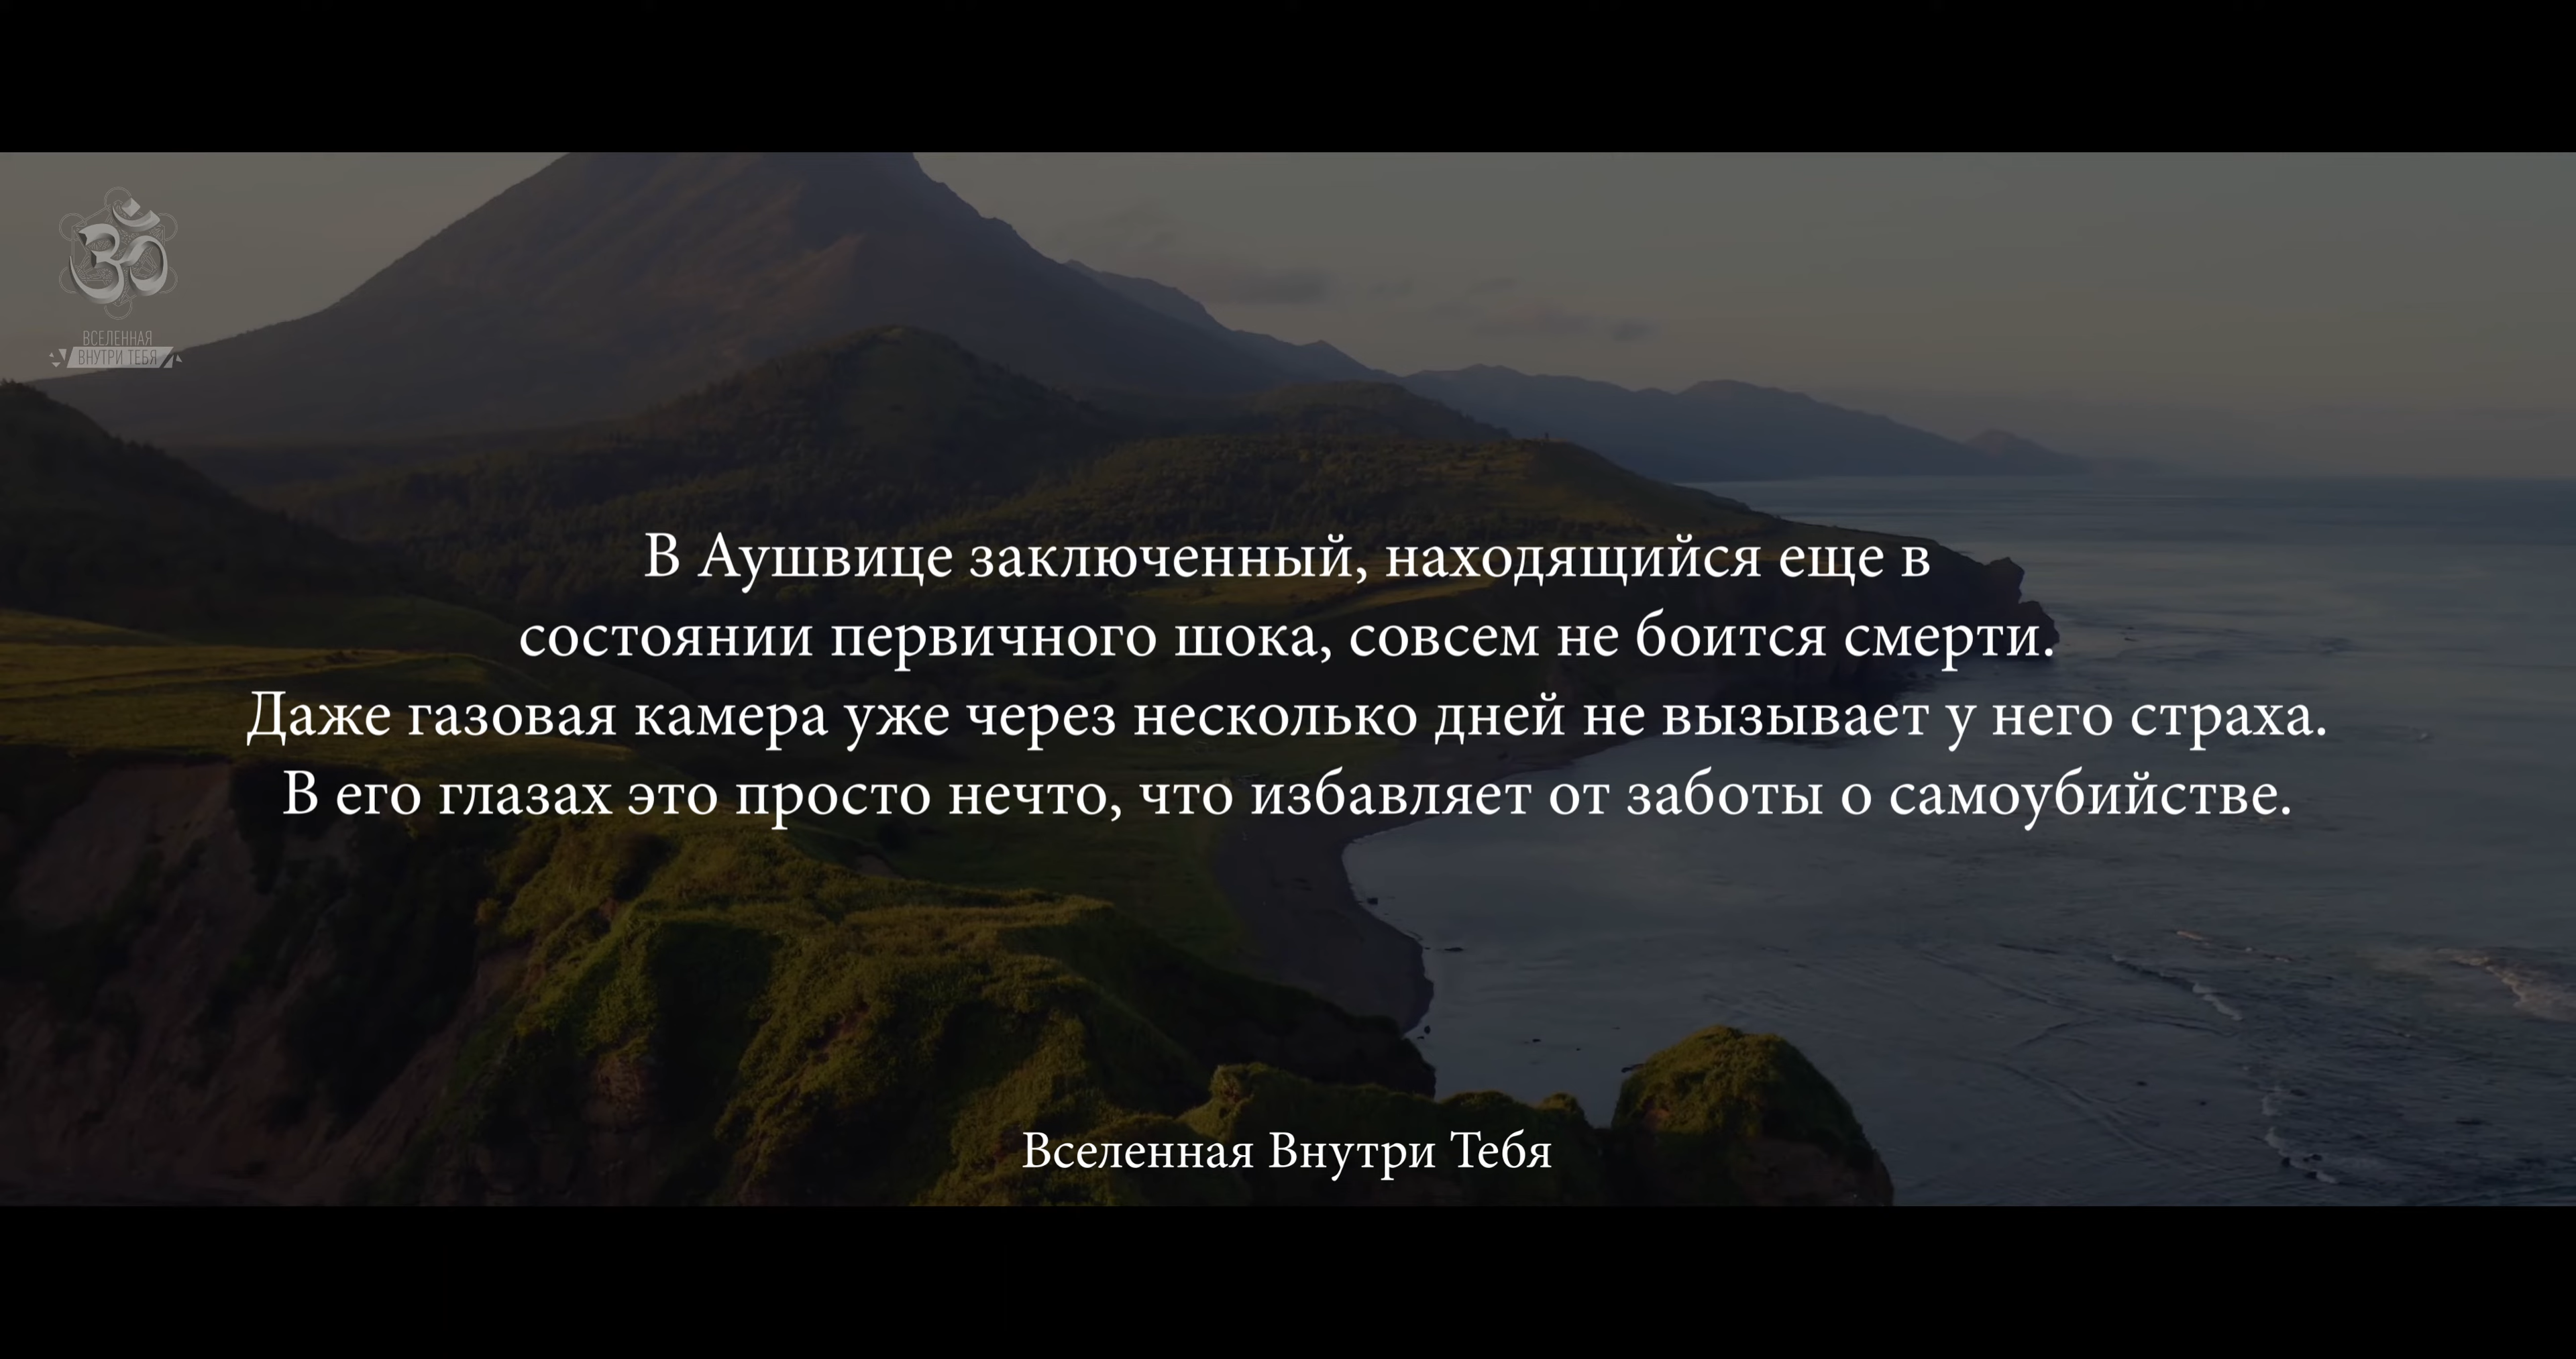 ВСЕЛЕННАЯ
ВНУТРИ ТЕБЯ
В Аушвице заключенный, находящийся еще в
состоянии первичного шока, совсем не боится смерти.
Даже газовая камера уже через несколько дней не вызывает у него страха.
В его глазах это просто нечто, что избавляет от заботы о самоубийстве.
Вселенная Внутри Тебя